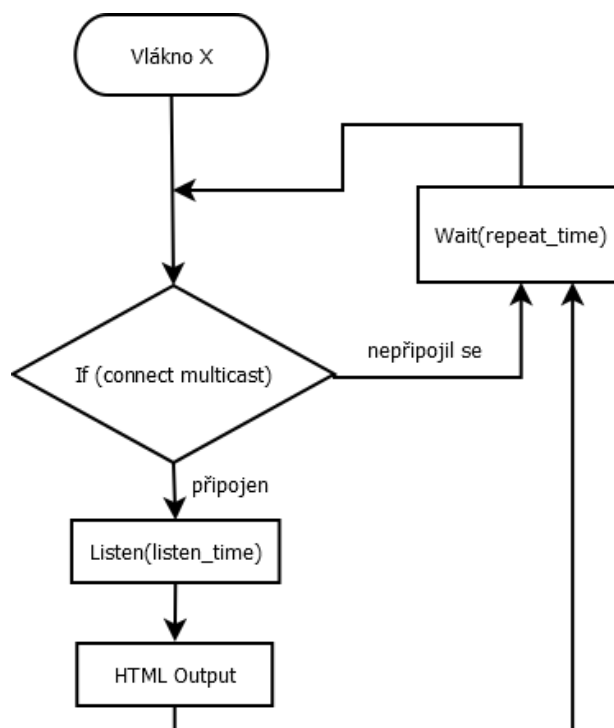 Vlákno X
Wait(repeat_time)
If (connect multicast)
nepřipojil se
připojen
Listen(listen_time)
HTML Output